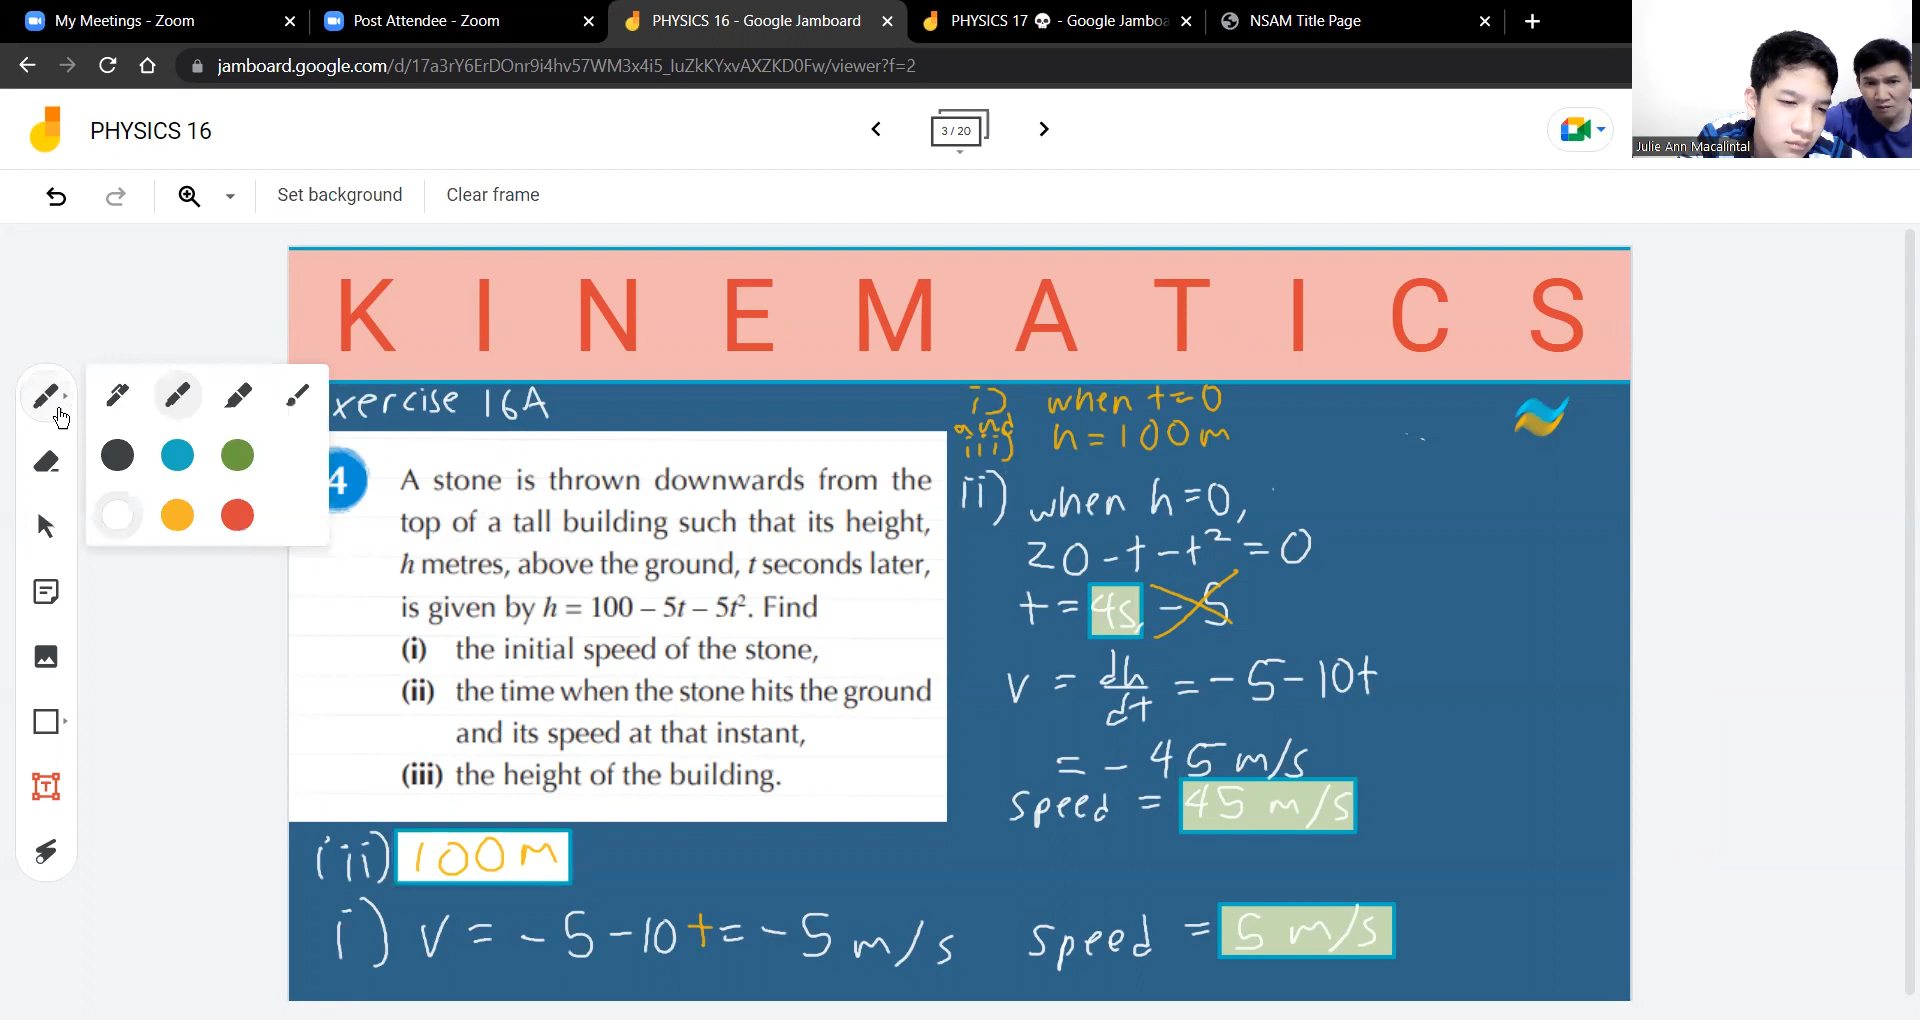 My Meetings - Zoom
Post Attendee - Zoom
PHYSICS 16 - Google Jamboard
PHYSICS 17 💀 - Google Jamboa
NSAM Title Page
jamboard.google.com/d/17a3rY6ErDOnr9i4hv57WM3x4i5_IuZkKYxvAXZKD0Fw/viewer?f=2
PHYSICS 16
3 / 20
Julie Ann Macalintal
Set background
Clear frame
KINEMATICS
xercise 16A
4
A stone is thrown downwards from the
top of a tall building such that its height,
h metres, above the ground, t seconds later,
is given by h = 100 – 5t – 5t². Find
(i) the initial speed of the stone,
(ii) the time when the stone hits the ground
and its speed at that instant,
(iii) the height of the building.
i) when t=0
and
iii) h=100m
ii) when h=0,
20-t-t²=0
t= 4s, -5
v = dh/dt = -5-10t
= -45 m/s
speed = 45 m/s
iii) 100m
i) v = -5-10t = -5 m/s speed = 5 m/s